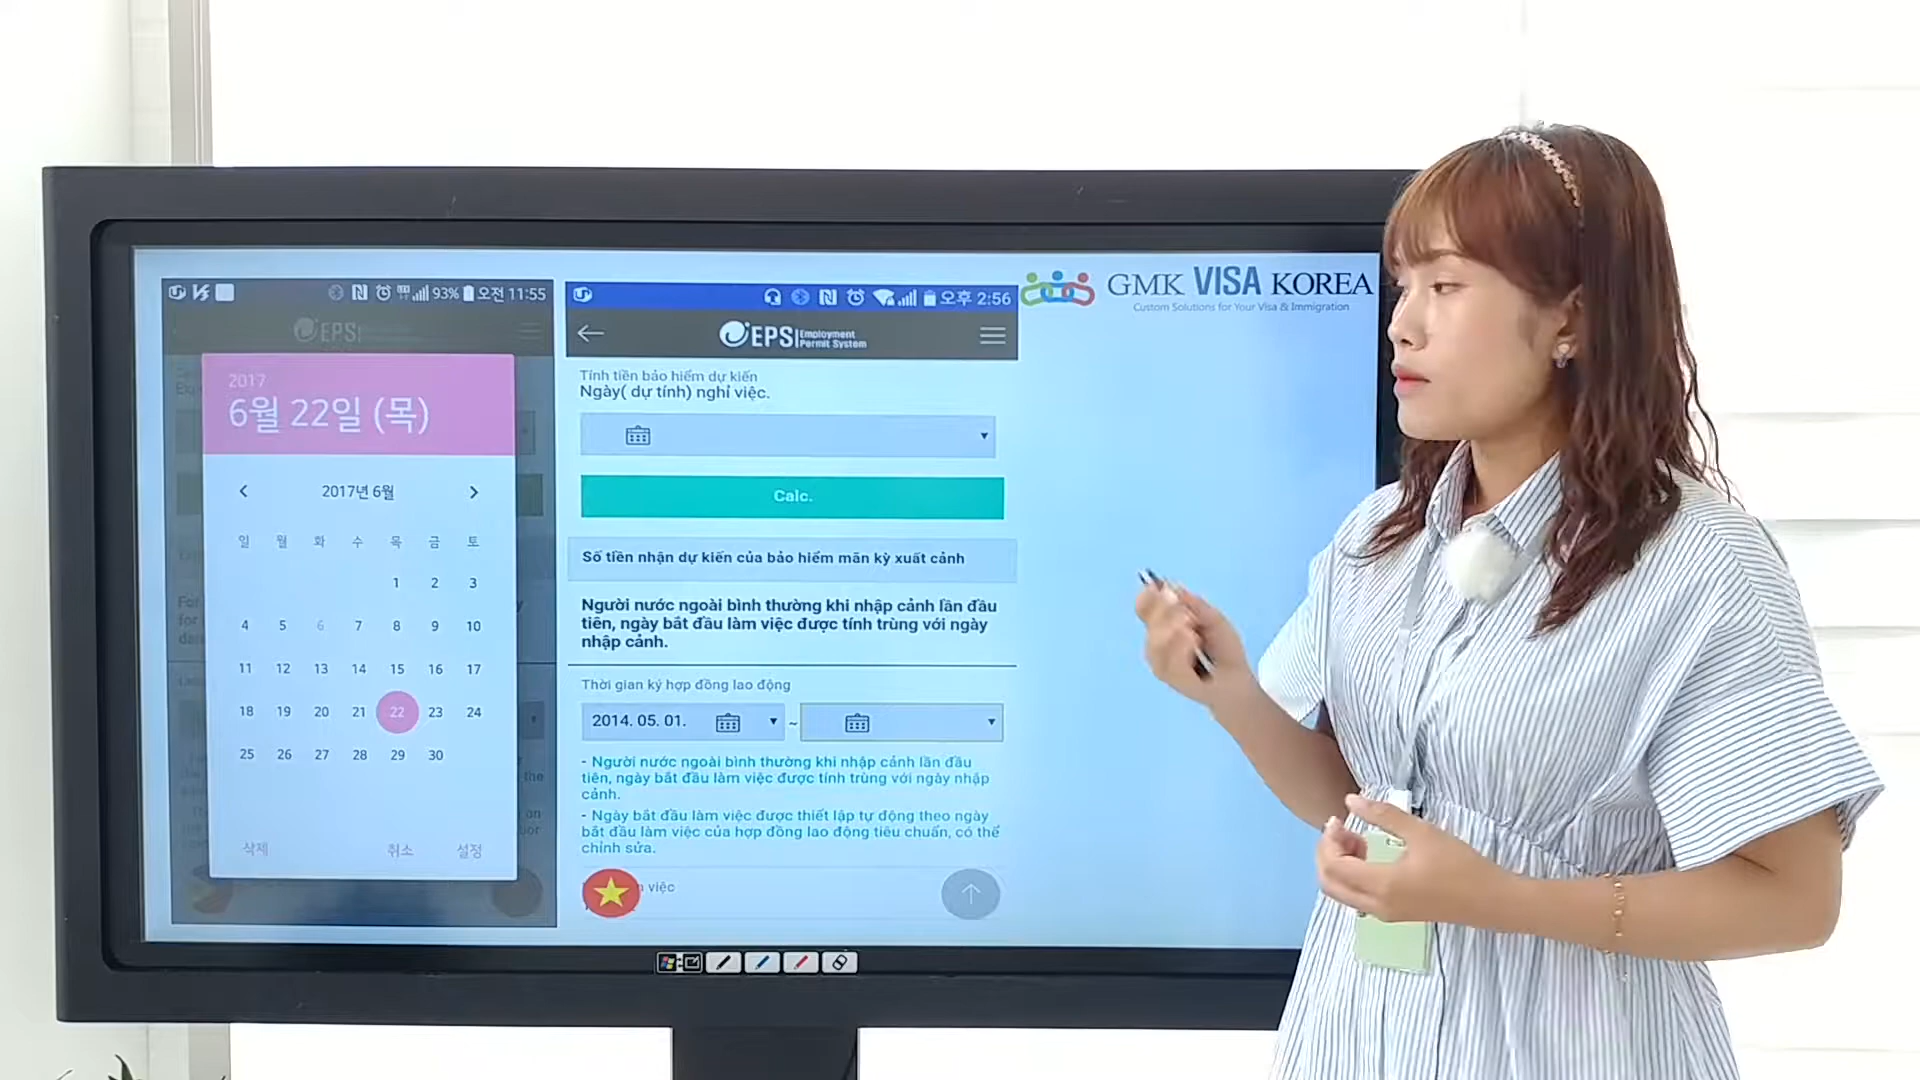 93% 오전 11:55
EPS
2017
6월 22일 (목)
2017년 6월
일 월 화 수 목 금 토
1 2 3
4 5 6 7 8 9 10
11 12 13 14 15 16 17
18 19 20 21 22 23 24
25 26 27 28 29 30
삭제 취소 설정
오후 2:56
EPS Employment
Permit System
Tính tiền bảo hiểm dự kiến
Ngày( dự tính) nghỉ việc.
Calc.
Số tiền nhận dự kiến của bảo hiểm mãn kỳ xuất cảnh
Người nước ngoài bình thường khi nhập cảnh lần đầu
tiên, ngày bắt đầu làm việc được tính trùng với ngày
nhập cảnh.
Thời gian ký hợp đồng lao động
2014. 05. 01. ~
- Người nước ngoài bình thường khi nhập cảnh lần đầu
tiên, ngày bắt đầu làm việc được tính trùng với ngày nhập
cảnh.
- Ngày bắt đầu làm việc được thiết lập tự động theo ngày
bắt đầu làm việc của hợp đồng lao động tiêu chuẩn, có thể
chỉnh sửa.
việc
GMK VISA KOREA
Custom Solutions for Your Visa & Immigration